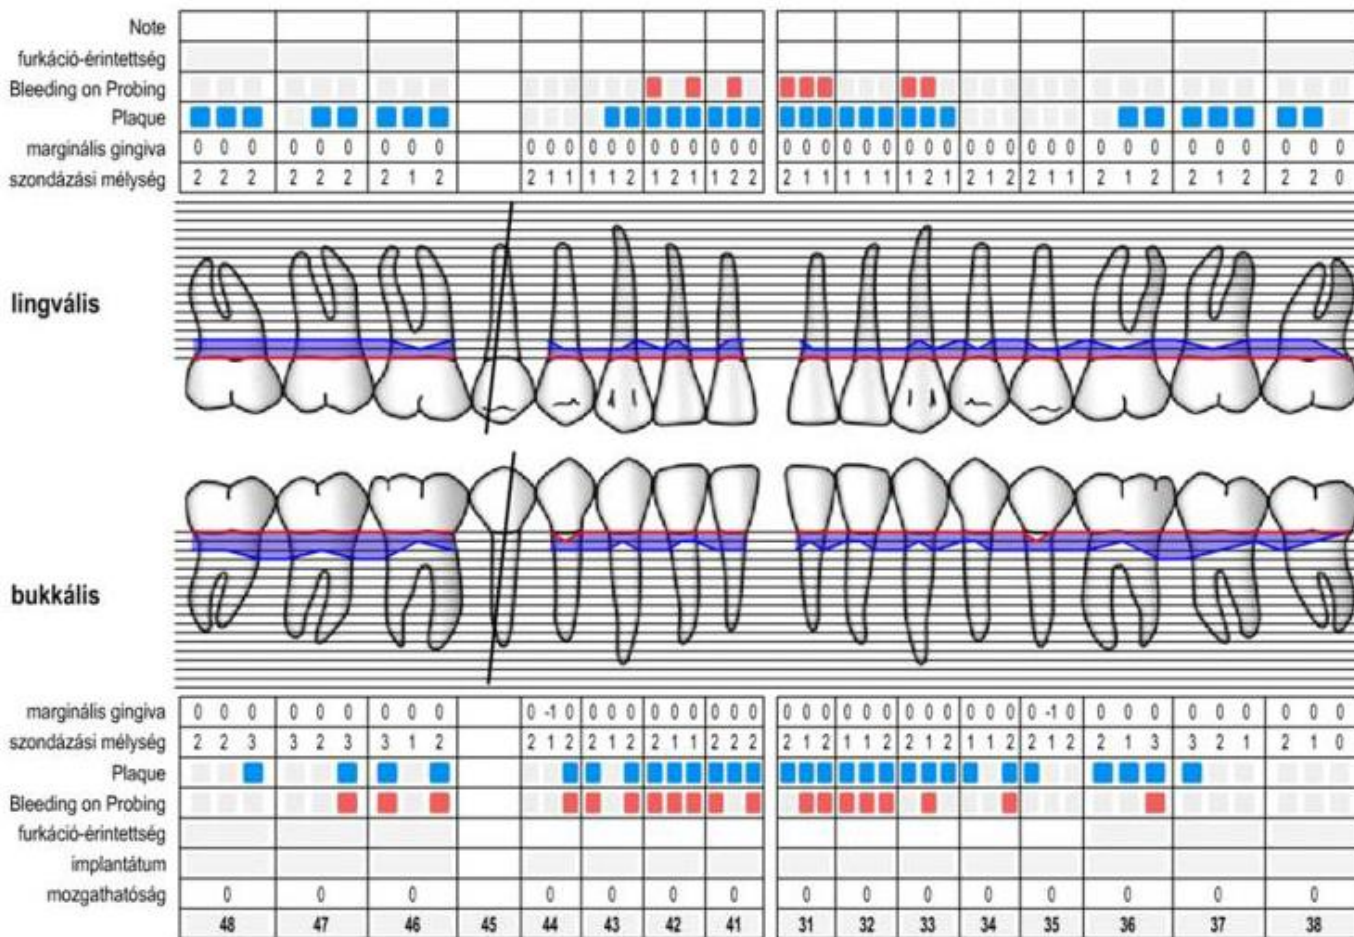 Note
furkáció-érintettség
Bleeding on Probing
Plaque
marginális gingiva 0 0 0 0 0 0 0 0 0 0 0 0 0 0 0 0 0 0 0 0 0 0 0 0 0 0 0 0 0 0 0 0 0 0 0 0 0 0 0 0 0 0 0 0 0
szondázási mélység 2 2 2 2 2 2 2 1 2 2 1 1 1 1 2 1 2 1 1 2 2 2 1 1 1 1 1 1 2 1 2 1 2 2 1 1 2 1 2 2 1 2 2 2 0
lingvális
bukkális
marginális gingiva 0 0 0 0 0 0 0 0 0 0 -1 0 0 0 0 0 0 0 0 0 0 0 0 0 0 0 0 0 0 0 0 0 0 0 -1 0 0 0 0 0 0 0 0 0 0
szondázási mélység 2 2 3 3 2 3 3 1 2 2 1 2 2 1 2 2 1 1 2 2 2 2 1 2 1 1 2 1 2 2 1 1 2 2 1 2 2 1 3 3 2 1 2 1 0
Plaque
Bleeding on Probing
furkáció-érintettség
implantátum
mozgathatóság 0 0 0 0 0 0 0 0 0 0 0 0 0 0 0
48 47 46 45 44 43 42 41 31 32 33 34 35 36 37 38